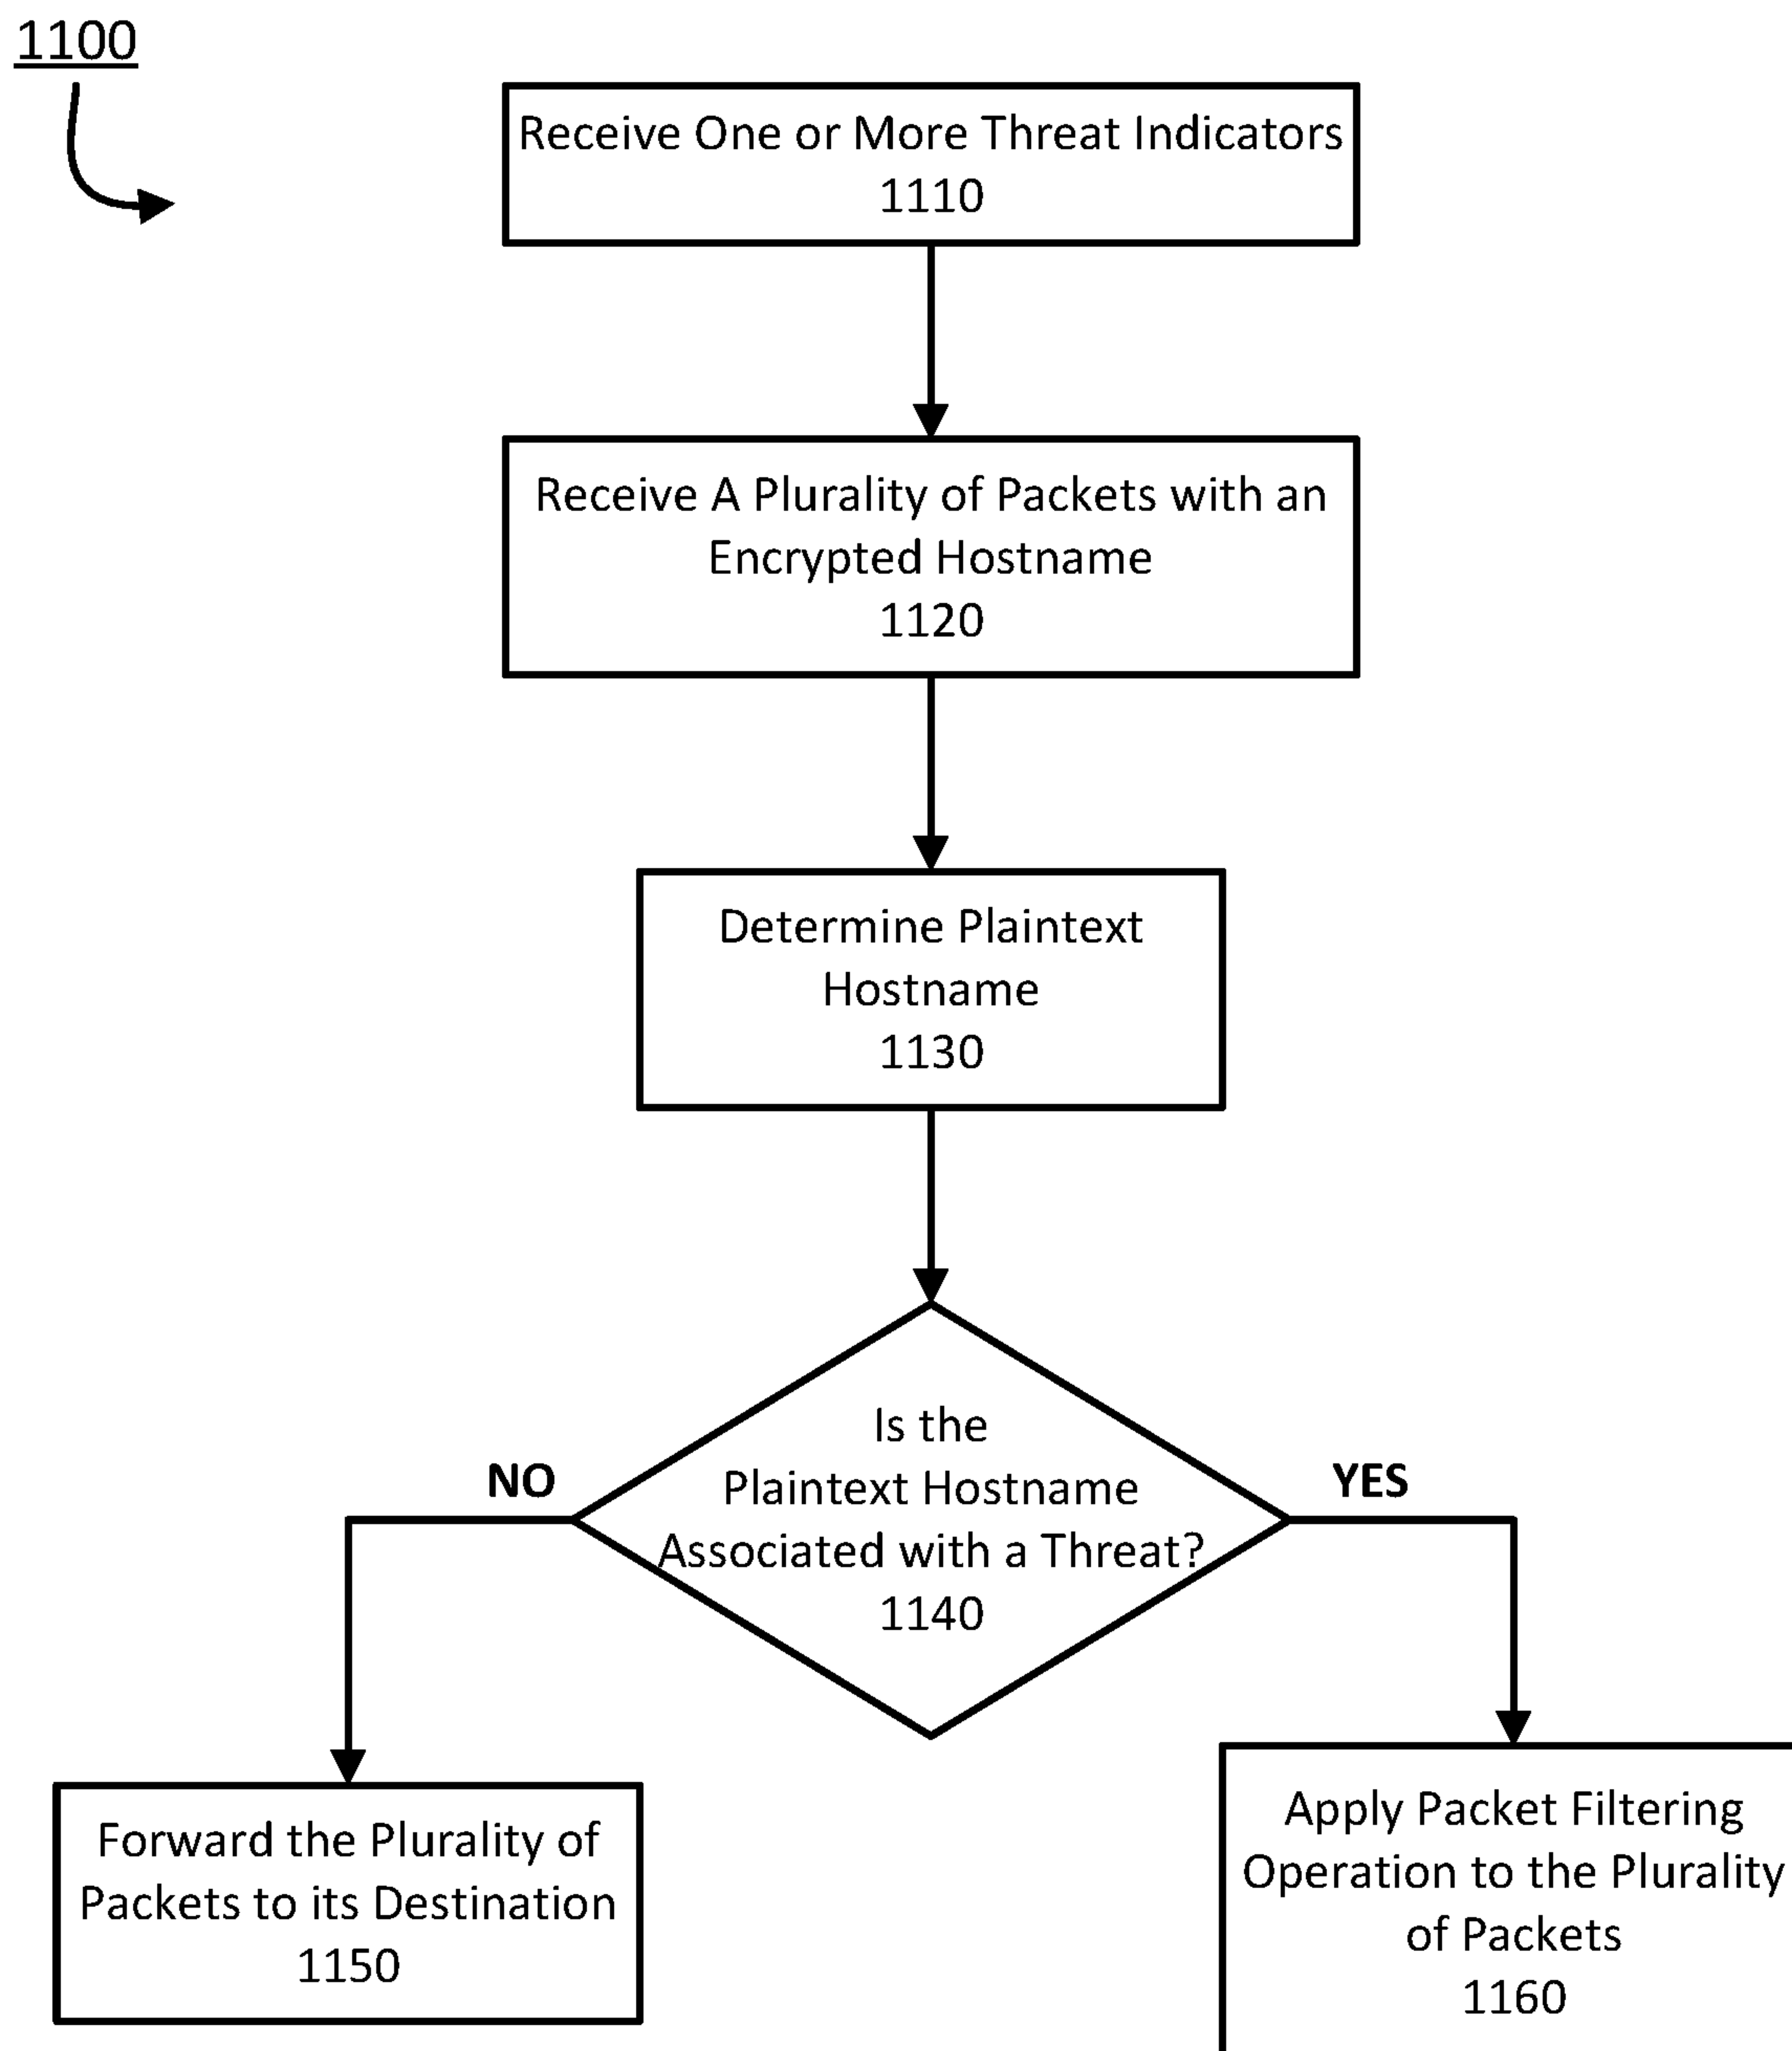 1100
Receive One or More Threat Indicators
1110
Receive A Plurality of Packets with an
Encrypted Hostname
1120
Determine Plaintext
Hostname
1130
Is the
Plaintext Hostname
Associated with a Threat?
1140
NO
YES
Forward the Plurality of
Packets to its Destination
1150
Apply Packet Filtering
Operation to the Plurality
of Packets
1160